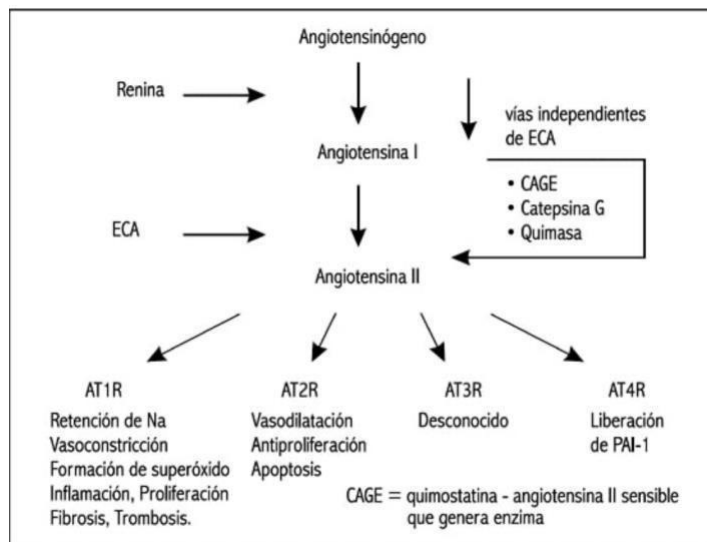 Angiotensinógeno
Renina
vías independientes
de ECA
Angiotensina I
• CAGE
• Catepsina G
• Quimasa
ECA
Angiotensina II
AT1R
Retención de Na
Vasoconstricción
Formación de superóxido
Inflamación, Proliferación
Fibrosis, Trombosis.
AT2R
Vasodilatación
Antiproliferación
Apoptosis
AT3R
Desconocido
AT4R
Liberación
de PAI-1
CAGE = quimostatina - angiotensina II sensible
que genera enzima